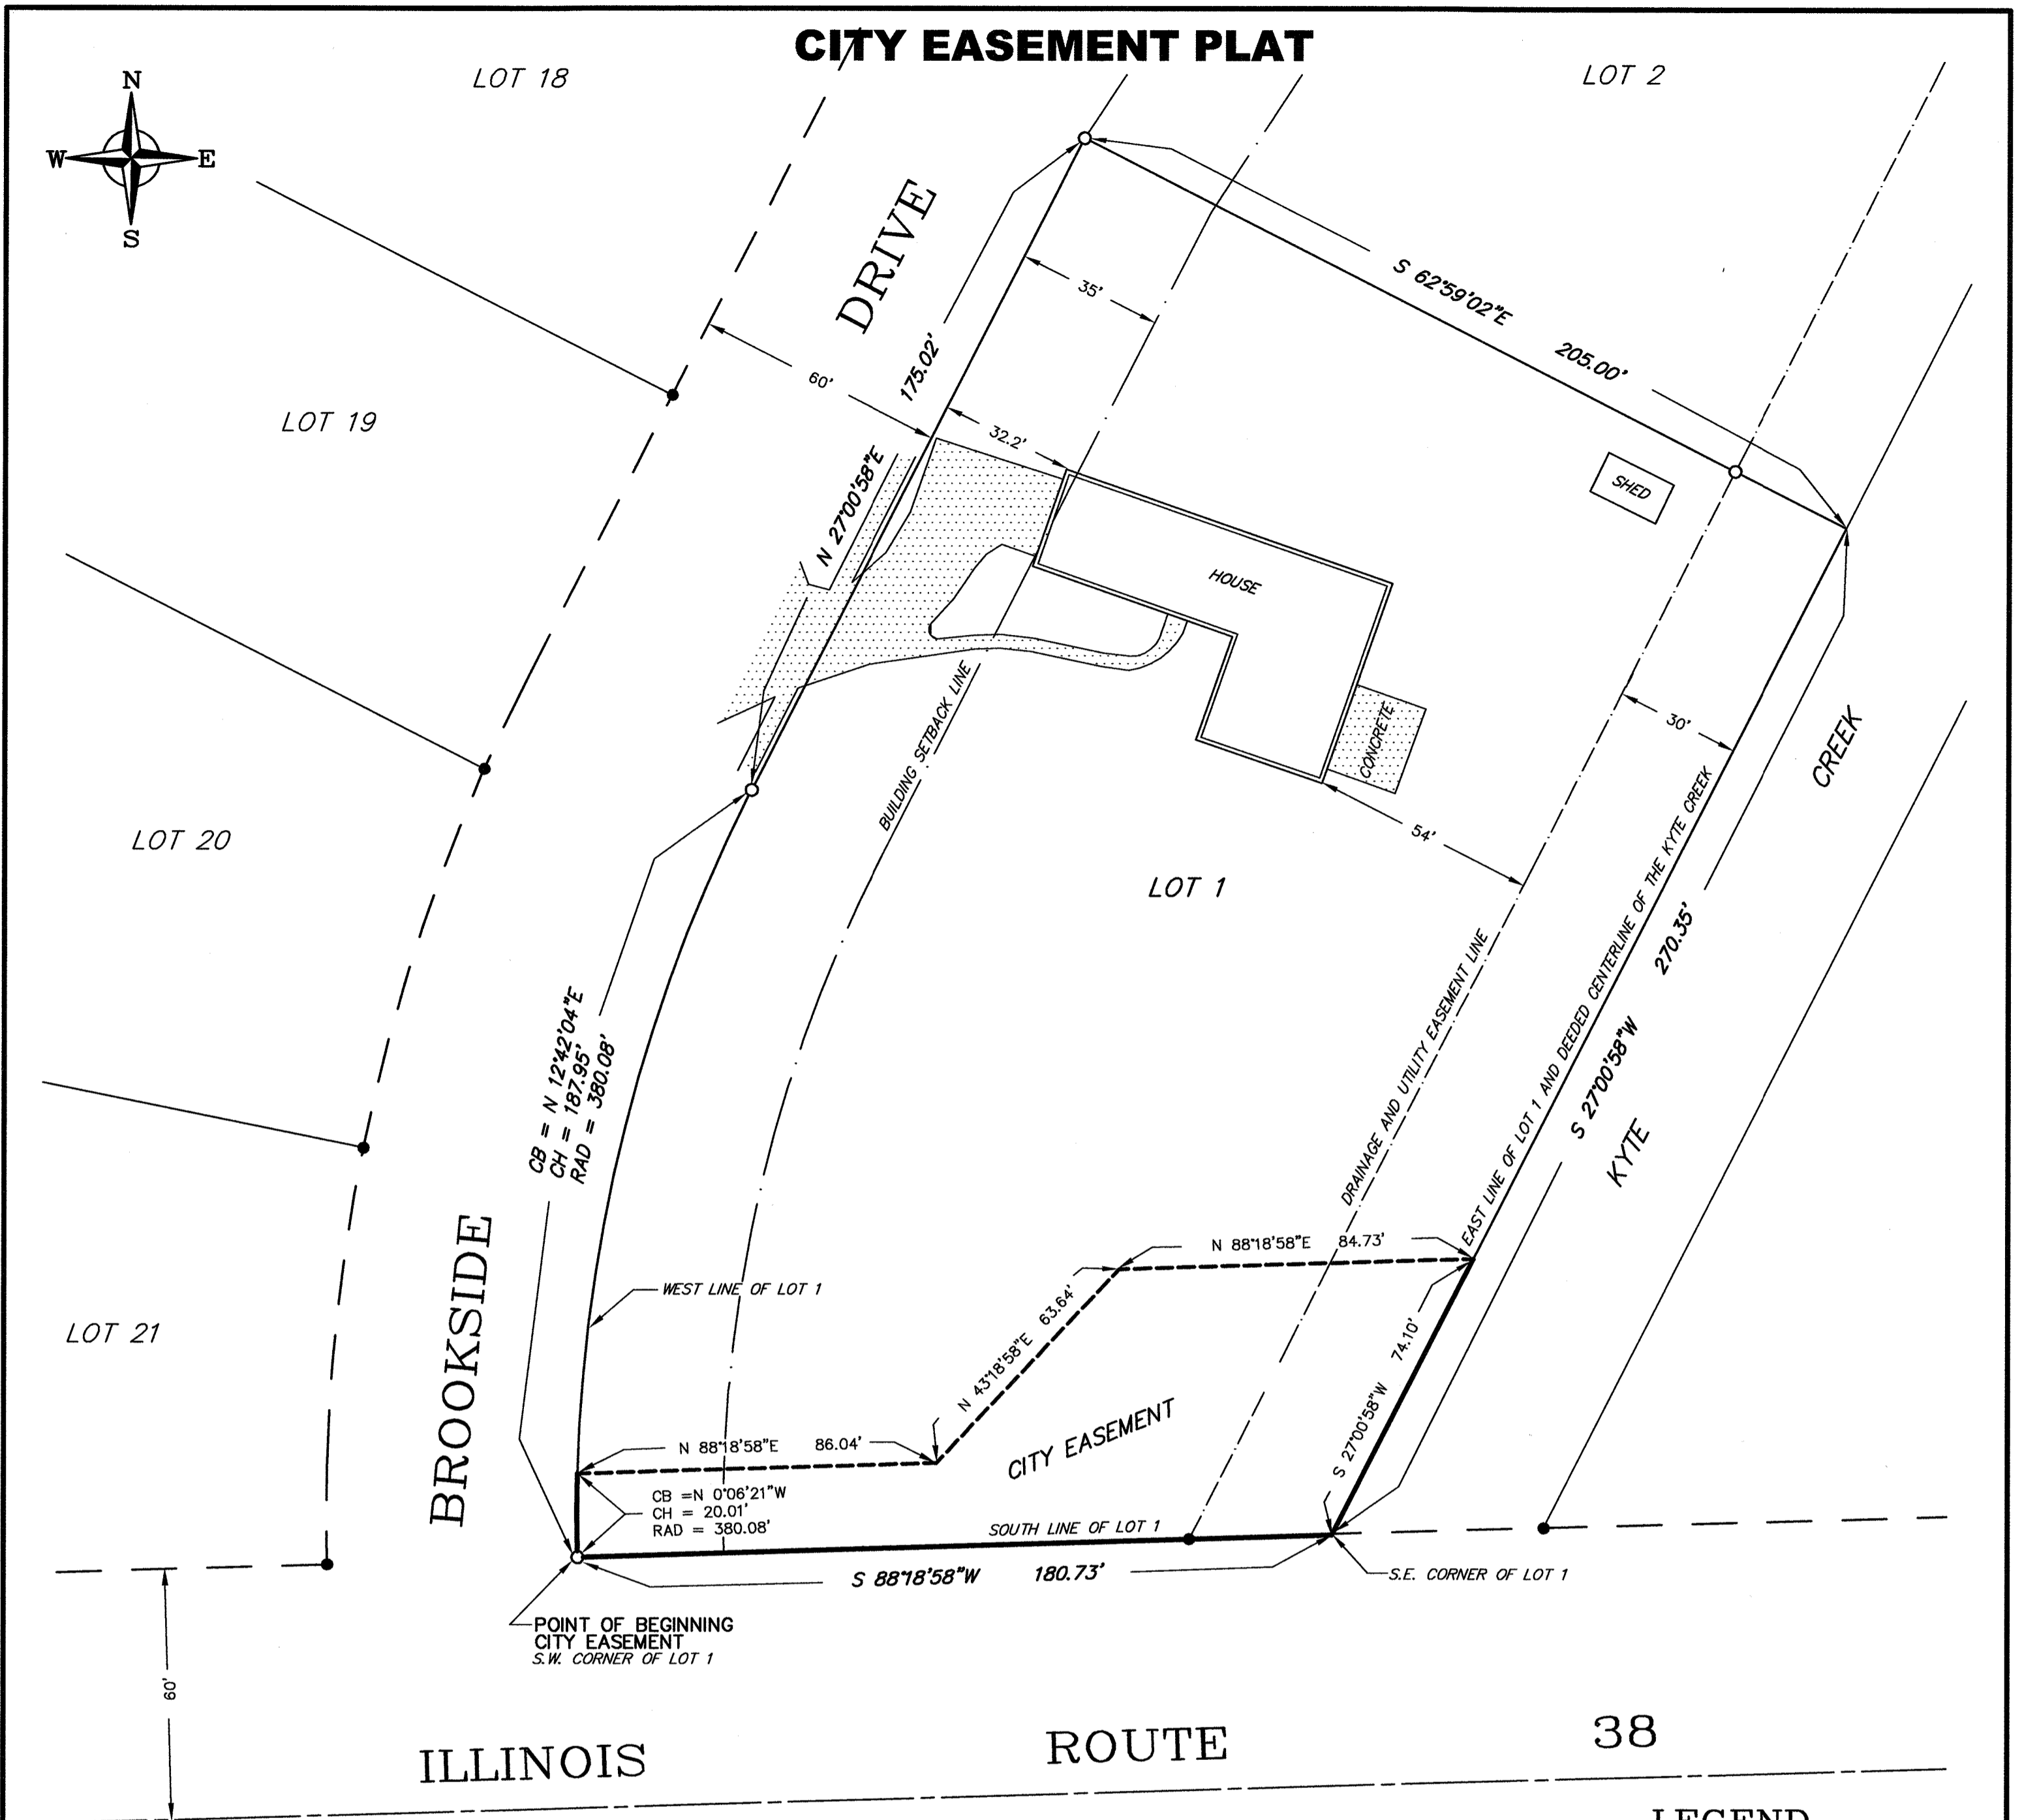 CITY EASEMENT PLAT
N
W E
S
LOT 18
LOT 2
DRIVE
35'
S 62°59'02"E
205.00'
175.02'
60'
LOT 19
32.2'
N 27°00'58"E
SHED
HOUSE
BUILDING SETBACK LINE
CONCRETE
30'
CREEK
54'
LOT 20
LOT 1
EAST LINE OF LOT 1 AND DEEDED CENTERLINE OF THE KYTE CREEK
270.35'
S 27°00'58"W
KYTE
DRAINAGE AND UTILITY EASEMENT LINE
CB = N 12°42'04"E
CH = 187.95'
RAD = 380.08'
N 88°18'58"E 84.73'
WEST LINE OF LOT 1
LOT 21
BROOKSIDE
N 43°18'58"E 63.64'
74.10'
S 27°00'58"W
CITY EASEMENT
N 88°18'58"E 86.04'
CB =N 0°06'21"W
CH = 20.01'
RAD = 380.08'
SOUTH LINE OF LOT 1
S 88°18'58"W 180.73'
S.E. CORNER OF LOT 1
POINT OF BEGINNING
CITY EASEMENT
S.W. CORNER OF LOT 1
60'
ILLINOIS ROUTE 38
LEGEND